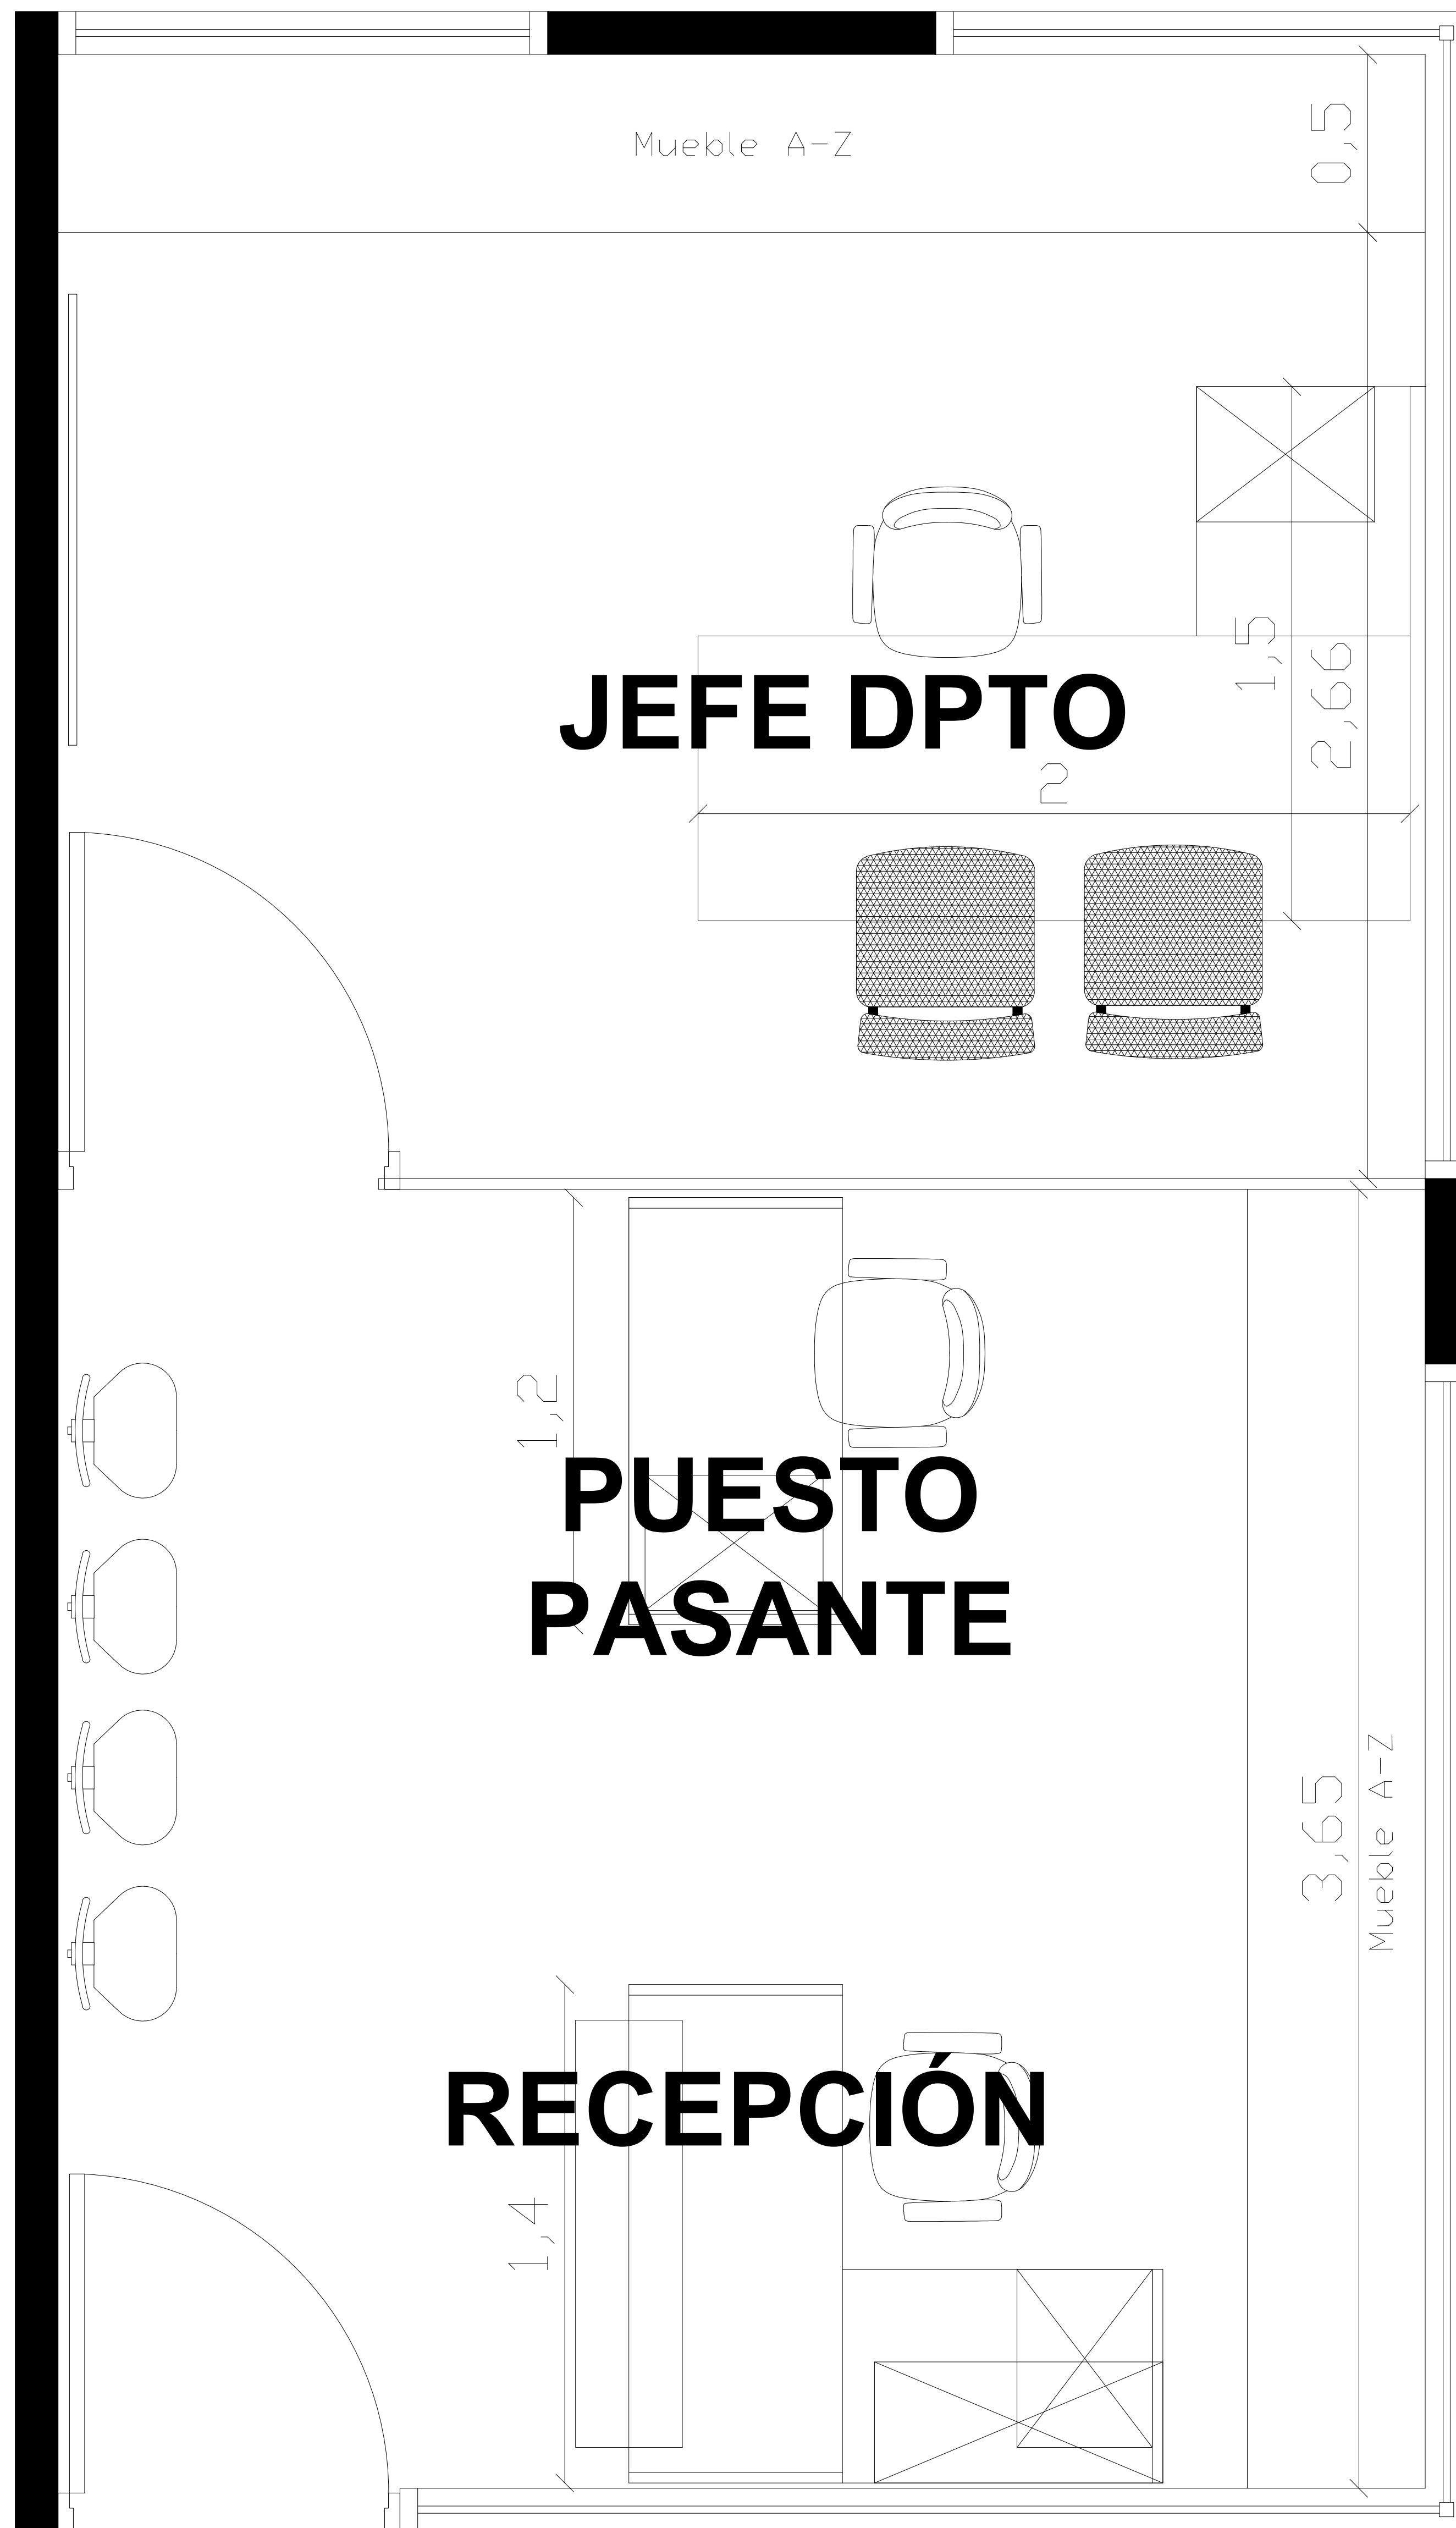 Mueble A-Z
0,5
JEFE DPTO
1,5
2,66
2
1,2
PUESTO
PASANTE
3,65
Mueble A-Z
RECEPCIÓN
1,4